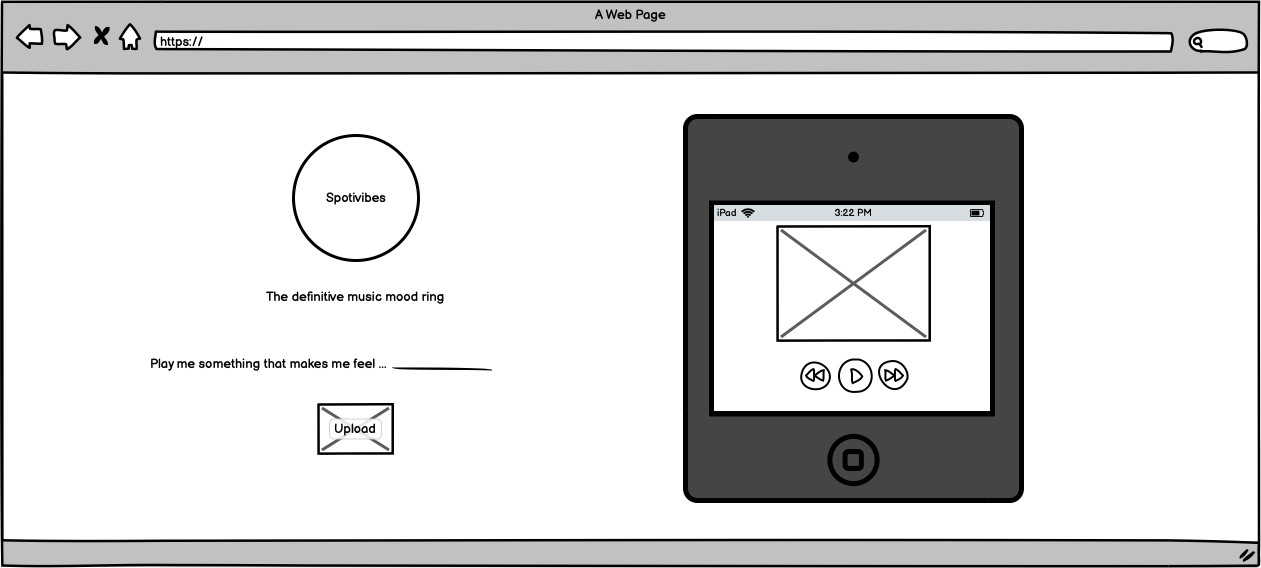 A Web Page
https://
Spotivibes
The definitive music mood ring
Play me something that makes me feel ...
Upload
iPad
3:22 PM